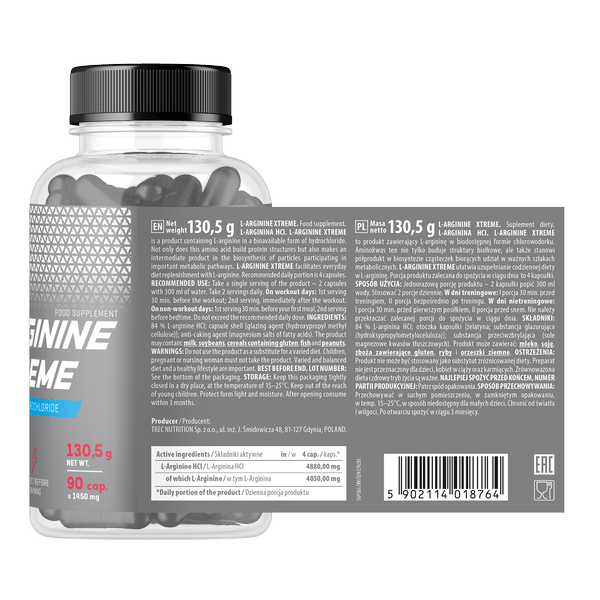 FOOD SUPPLEMENT
GININE
EME
OCHLORIDE
130,5 g
NET WT.
90 cap.
x 1450 mg
EN Net weight 130,5 g L-ARGININE XTREME. Food supplement.
L-ARGININA HCl. L-ARGININE XTREME
is a product containing L-arginine in a bioavailable form of hydrochloride.
Not only does this amino acid build protein structures but also makes an
intermediate product in the biosynthesis of particles participating in
important metabolic pathways. L-ARGININE XTREME facilitates everyday
diet replenishment with L-arginine. Recommended daily dose is 4 capsules.
RECOMMENDED USE: Take a single serving of the product – 2 capsules
with 300 ml of water. Take 2 servings daily. On workout days: 1st serving
30 min. before the workout; 2nd serving, immediately after the workout.
On non-workout days: 1st serving 30 min. before your first meal, 2nd serving
before bedtime. Do not exceed the recommended daily dose. INGREDIENTS:
84 % L-arginine HCl; capsule shell [glazing agent (hydroxypropyl methyl
cellulose)]; anti-caking agent (magnesium salts of fatty acids). The product
may contain: milk, soybeans, cereals containing gluten, fish and peanuts.
WARNINGS: Do not use the product as a substitute for a varied diet. Children,
pregnant or nursing woman must not take the product. Varied and balanced
diet and a healthy lifestyle are important. BEST BEFORE END, LOT NUMBER:
See the bottom of the packaging. STORAGE: Keep this packaging tightly
closed in a dry place, at the temperature of 15–25°C. Keep out of the reach
of young children. Protect form light and moisture. After opening consume
within 3 months.
Producer / Producent:
TREC NUTRITION Sp. z o.o., ul. inż. J. Śmidowicza 48, 81-127 Gdynia, POLAND.
Active ingredients / Składniki aktywne in / w 4 cap. / kaps.*
L-Arginine HCl / L-Arginina HCl 4880,00 mg
of which L-Arginine / w tym L-Arginina 4050,00 mg
*Daily portion of the product / Dzienna porcja produktu
PL Masa netto 130,5 g L-ARGININE XTREME. Suplement diety.
L-ARGININA HCl. L-ARGININE XTREME
to produkt zawierający L-argininę w biodostępnej formie chlorowodorku.
Aminokwas ten nie tylko buduje struktury białkowe, ale także stanowi
półprodukt w biosyntezie cząsteczek biorących udział w ważnych szlakach
metabolicznych. L-ARGININE XTREME ułatwia uzupełnianie codziennej diety
w L-argininę. Porcja produktu zalecana do spożycia w ciągu dnia to 4 kapsułki.
SPOSÓB UŻYCIA: Jednorazową porcję produktu – 2 kapsułki popić 300 ml
wody. Stosować 2 porcje dziennie. W dni treningowe: I porcja 30 min. przed
treningiem, II porcja bezpośrednio po treningu. W dni nietreningowe:
I porcja 30 min. przed pierwszym posiłkiem, II porcja przed snem. Nie należy
przekraczać zalecanej porcji do spożycia w ciągu dnia. SKŁADNIKI:
84 % L-arginina HCl; otoczka kapsułki [żelatyna; substancja glazurująca
(hydroksypropylometyloceluloza)]; substancja przeciwzbrylająca (sole
magnezowe kwasów tłuszczowych). Produkt może zawierać: mleko, soję,
zboża zawierające gluten, ryby i orzeszki ziemne. OSTRZEŻENIA:
Produkt nie może być stosowany jako substytut zróżnicowanej diety. Preparat
nie jest przeznaczony dla dzieci, kobiet w ciąży oraz karmiących. Zrównoważona
dieta i zdrowy tryb życia są ważne. NAJLEPIEJ SPOŻYĆ PRZED KOŃCEM, NUMER
PARTII PRODUKCYJNEJ: Patrz spód opakowania. SPOSÓB PRZECHOWYWANIA:
Przechowywać w suchym pomieszczeniu, w zamkniętym opakowaniu,
w temp. 15–25°C, w sposób niedostępny dla małych dzieci. Chronić od światła
i wilgoci. Po otwarciu spożyć w ciągu 3 miesięcy.
5 902114 018764
EAC